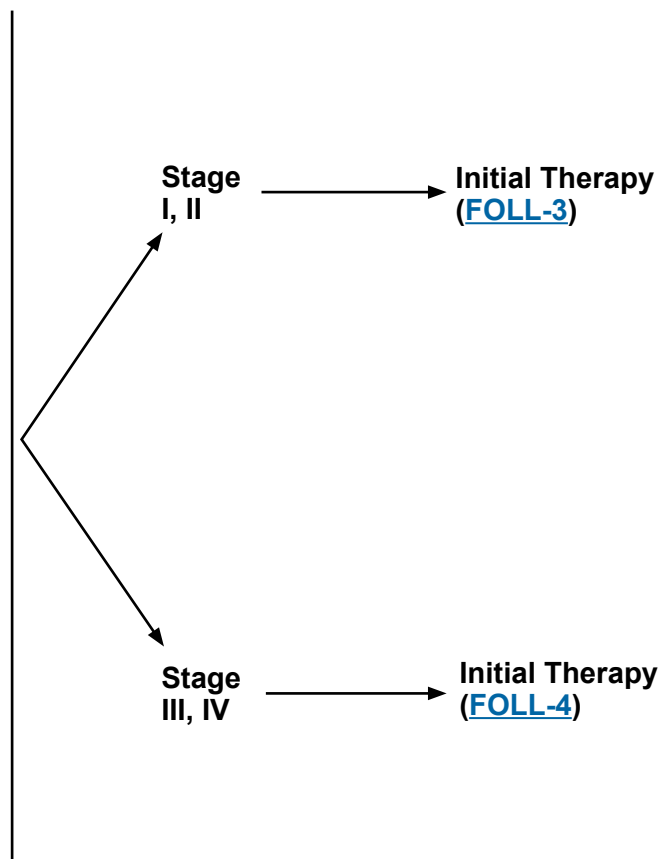 Stage
I, II
Initial Therapy
(FOLL-3)
Stage
III, IV
Initial Therapy
(FOLL-4)